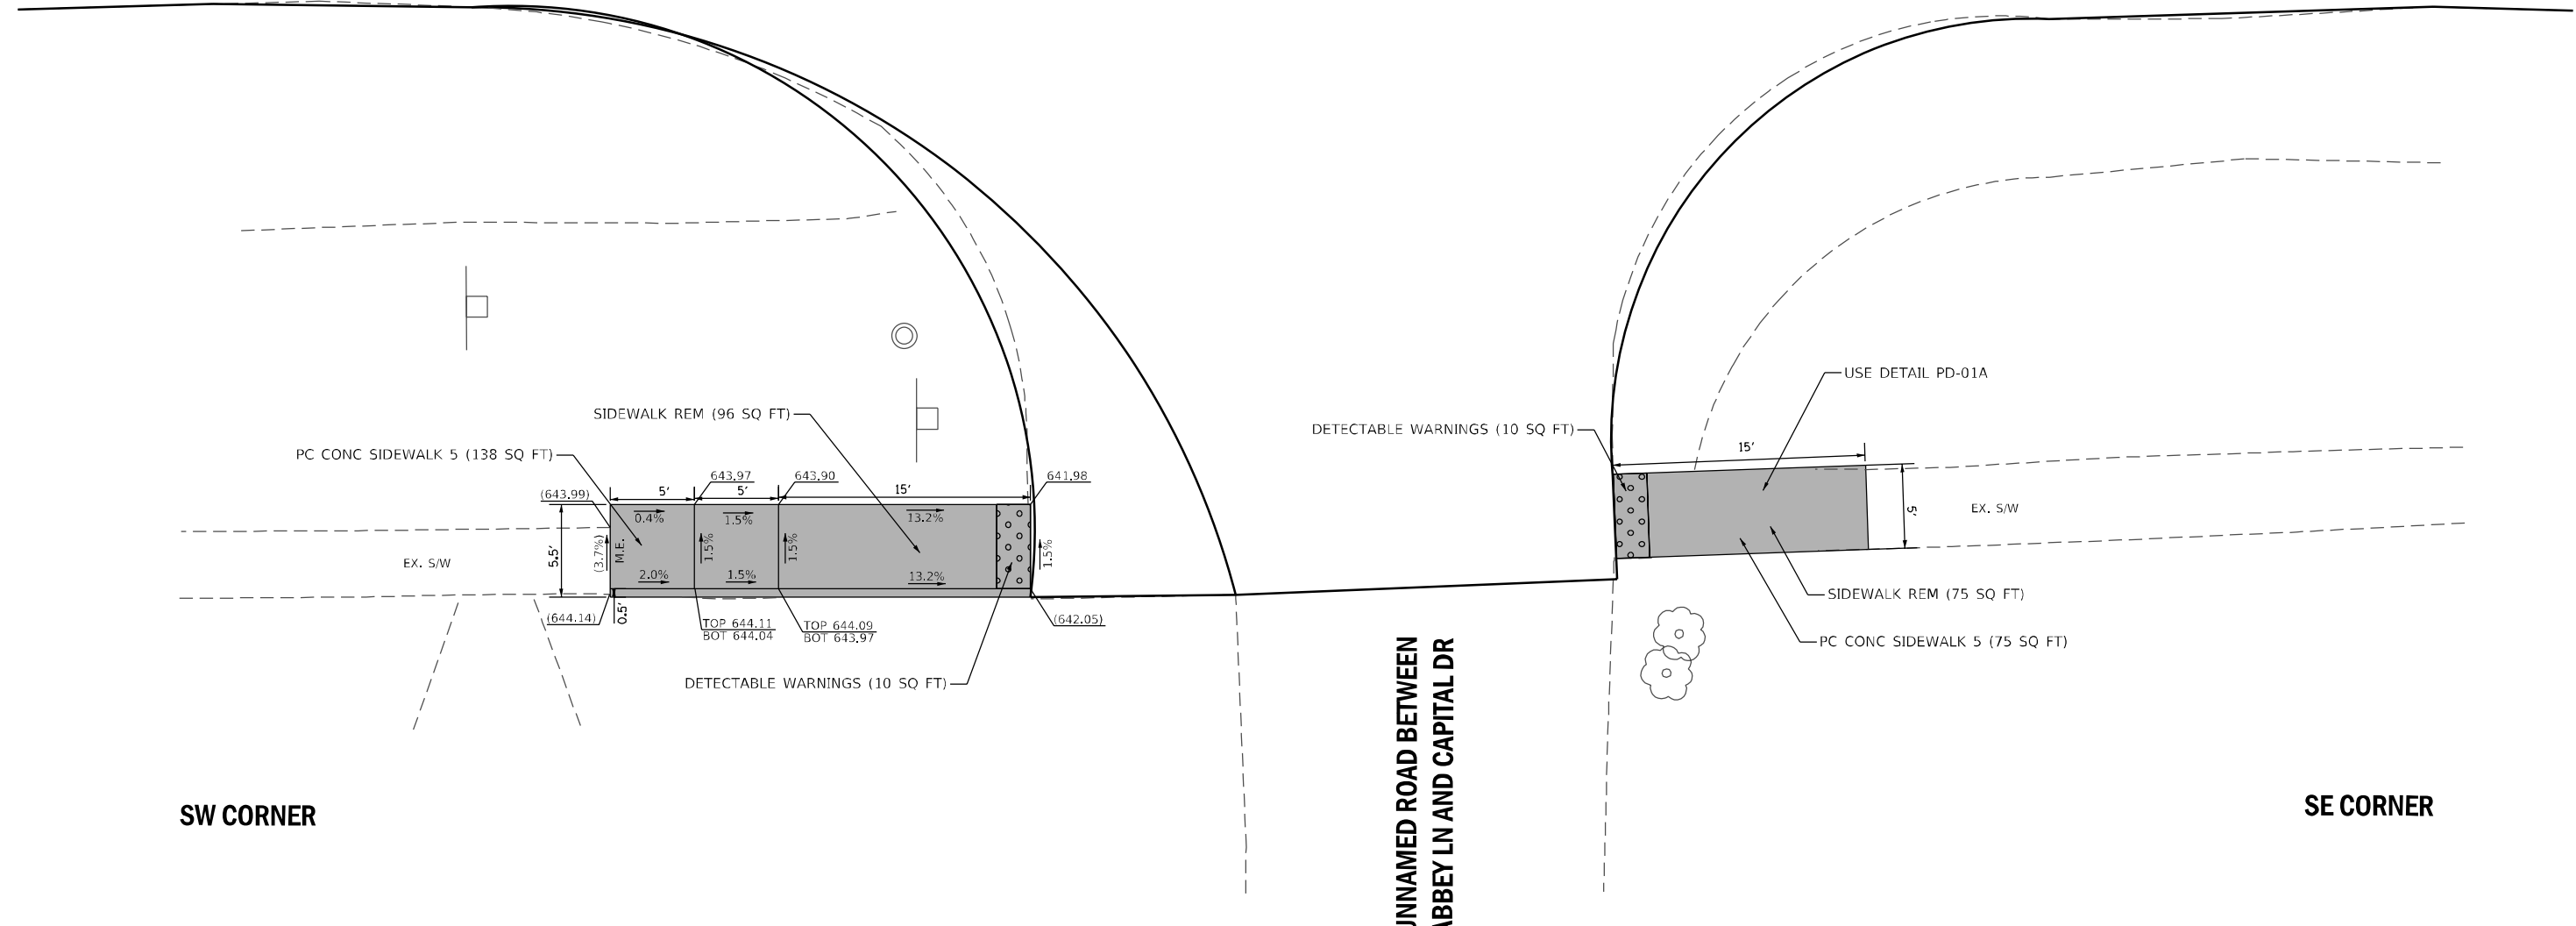 USE DETAIL PD-01A
SIDEWALK REM (96 SQ FT)
DETECTABLE WARNINGS (10 SQ FT)
15'
PC CONC SIDEWALK 5 (138 SQ FT)
643.97
643.90
641.98
(643.99)
5'
5'
15'
0.4%
1.5%
13.2%
5.5'
(3.7%)
M.E.
1.5%
1.5%
1.5%
EX. S/W
2.0%
1.5%
13.2%
5'
EX. S/W
(644.14)
0.5'
TOP 644.11
BOT 644.04
TOP 644.09
BOT 643.97
(642.05)
SIDEWALK REM (75 SQ FT)
PC CONC SIDEWALK 5 (75 SQ FT)
DETECTABLE WARNINGS (10 SQ FT)
UNNAMED ROAD BETWEEN
ABBEY LN AND CAPITAL DR
SW CORNER
SE CORNER